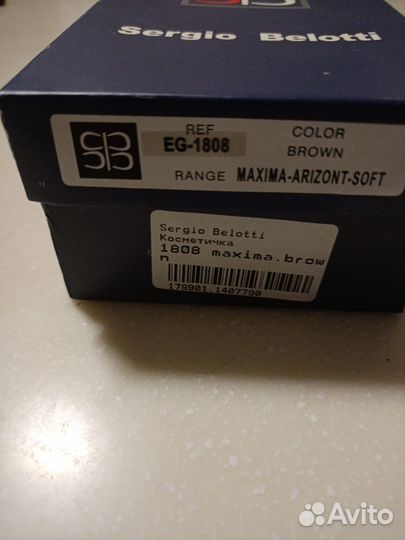 Sergio Belotti
REF COLOR
EG-1808 BROWN
RANGE MAXIMA-ARIZONT-SOFT
Sergio Belotti
Косметичка
1808 maxima.brow
n
179901.1407790
Avito